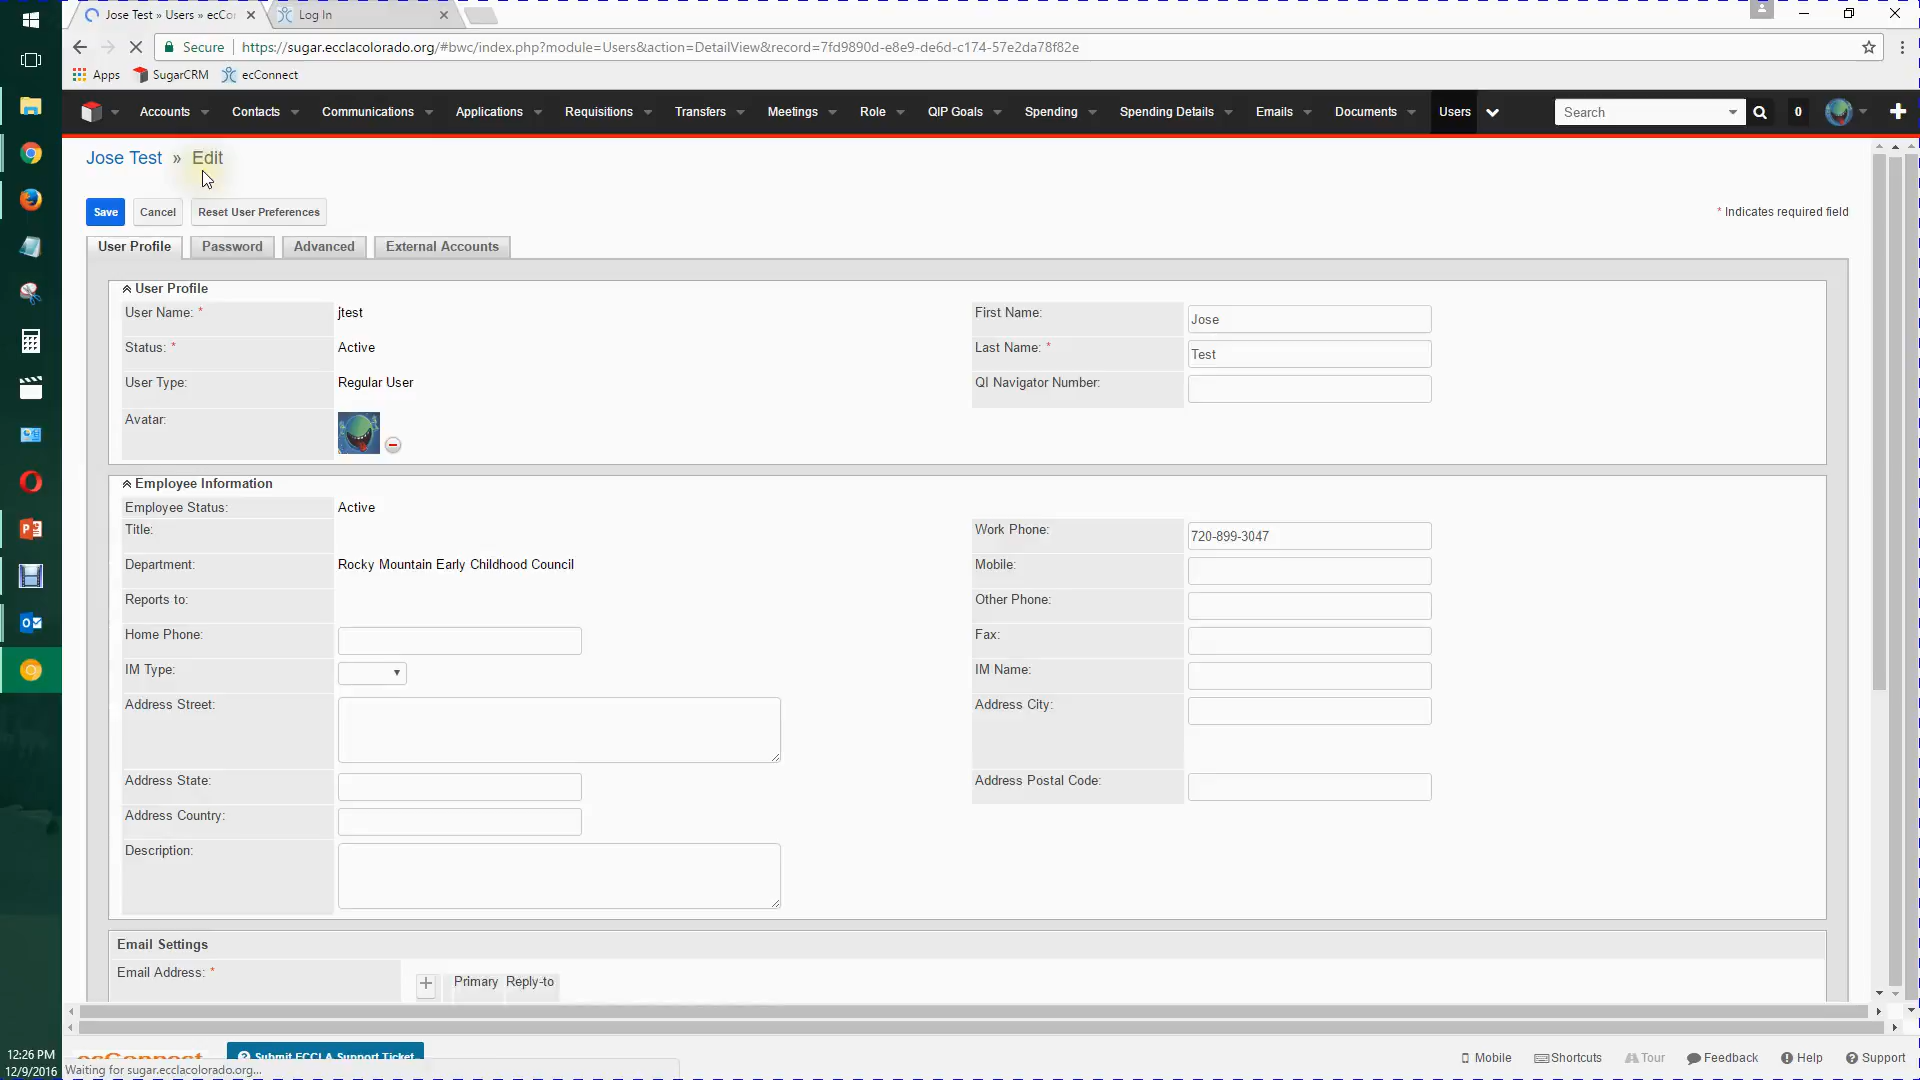 Jose Test » Users » ecCo
Log In
Secure
https://sugar.ecclacolorado.org/#bwc/index.php?module=Users&action=DetailView&record=7fd9890d-e8e9-de6d-c174-57e2da78f82e
Apps SugarCRM ecConnect
Accounts Contacts Communications Applications Requisitions Transfers Meetings Role QIP Goals Spending Spending Details Emails Documents Users Search 0
Jose Test » Edit
Save Cancel Reset User Preferences * Indicates required field
User Profile Password Advanced External Accounts
User Profile
User Name: * jtest First Name: Jose
Status: * Active Last Name: * Test
User Type: Regular User QI Navigator Number:
Avatar:
Employee Information
Employee Status: Active
Title: Work Phone: 720-899-3047
Department: Rocky Mountain Early Childhood Council Mobile:
Reports to: Other Phone:
Home Phone: Fax:
IM Type: IM Name:
Address Street: Address City:
Address State: Address Postal Code:
Address Country:
Description:
Email Settings
Email Address: * Primary Reply-to
ecConnect Submit ECCLA Support Ticket Mobile Shortcuts Tour Feedback Help Support
Waiting for sugar.ecclacolorado.org...
12:26 PM
12/9/2016